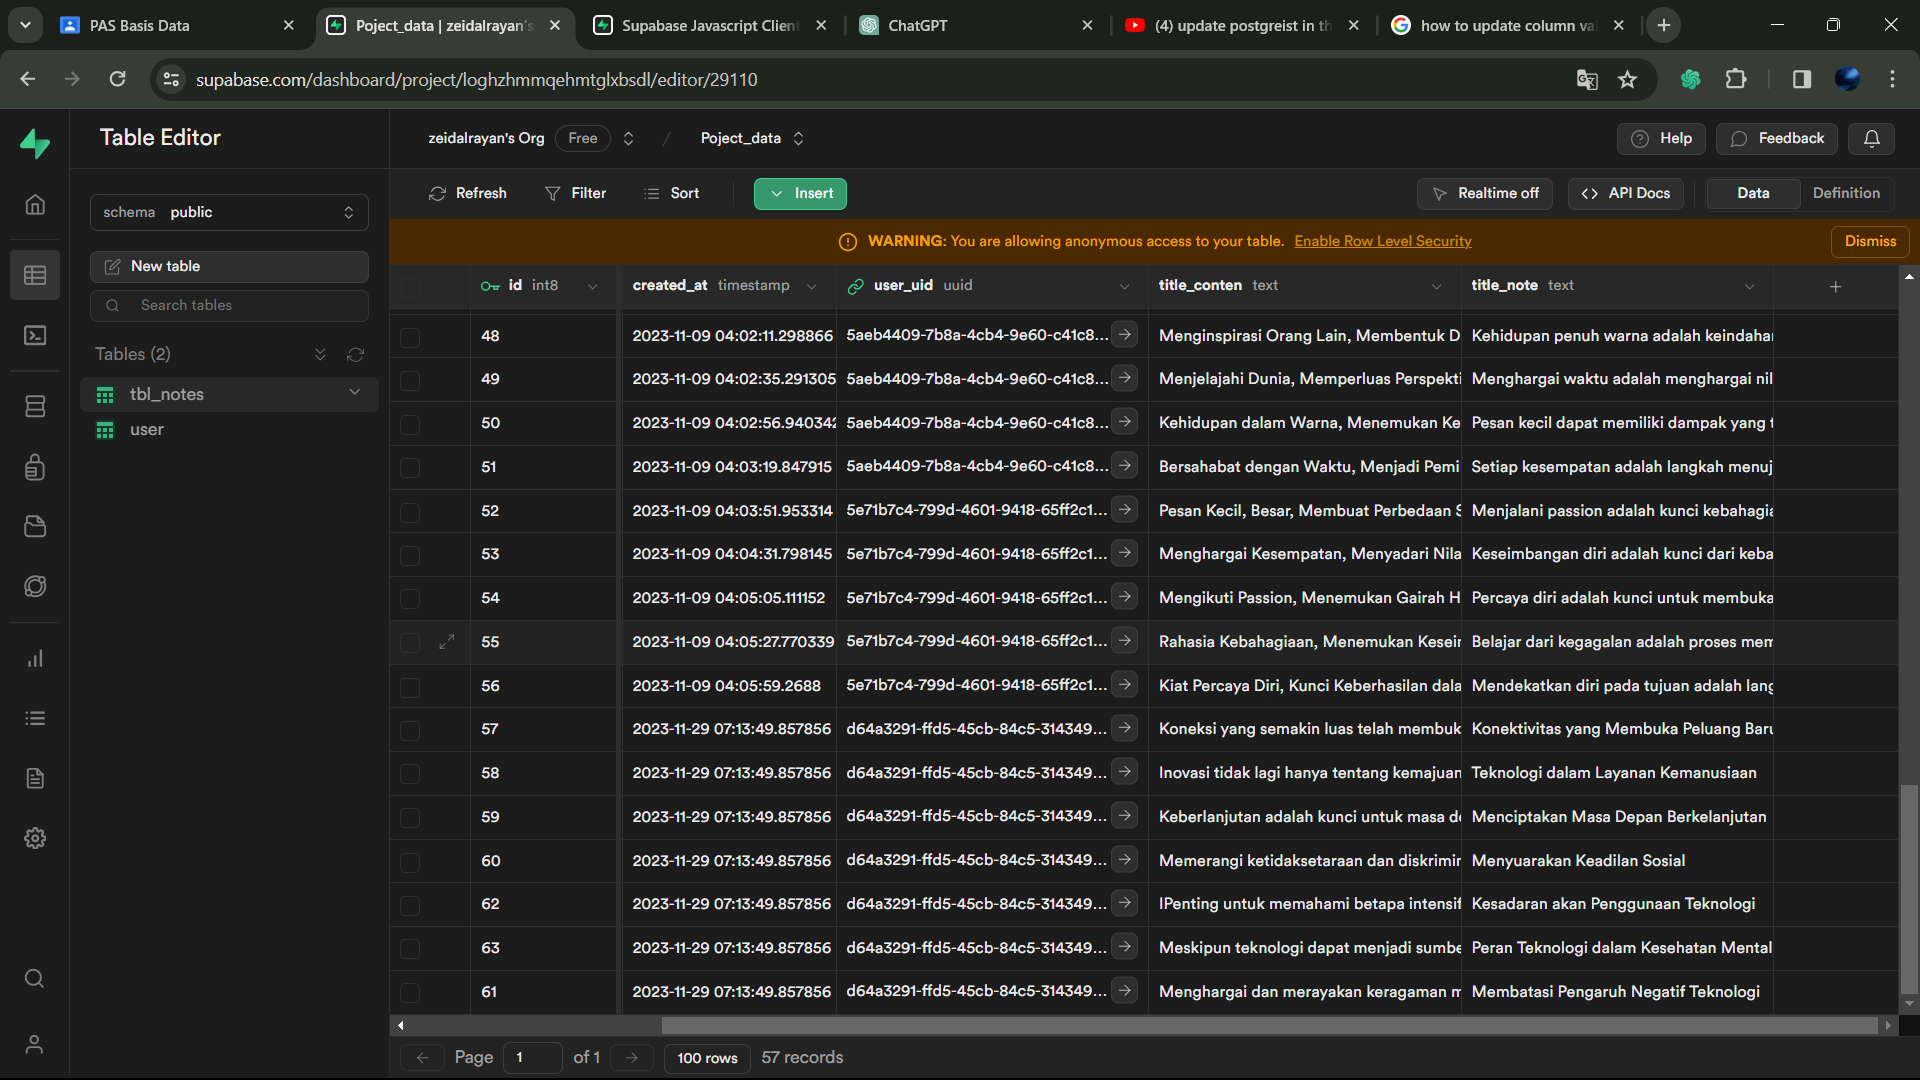 PAS Basis Data
Poject_data | zeidalrayan's
Supabase Javascript Client
ChatGPT
(4) update postgreist in th
how to update column va
supabase.com/dashboard/project/loghzhmmqehmtglxbsdl/editor/29110
Table Editor
zeidalrayan's Org Free / Poject_data
Help Feedback
Refresh Filter Sort Insert
Realtime off API Docs Data Definition
schema public
WARNING: You are allowing anonymous access to your table. Enable Row Level Security Dismiss
New table
Search tables
Tables (2)
tbl_notes
user
id int8 created_at timestamp user_uid uuid title_conten text title_note text
48 2023-11-09 04:02:11.298866 5aeb4409-7b8a-4cb4-9e60-c41c8... Menginspirasi Orang Lain, Membentuk D Kehidupan penuh warna adalah keindahan
49 2023-11-09 04:02:35.291305 5aeb4409-7b8a-4cb4-9e60-c41c8... Menjelajahi Dunia, Memperluas Perspekti Menghargai waktu adalah menghargai nil
50 2023-11-09 04:02:56.940342 5aeb4409-7b8a-4cb4-9e60-c41c8... Kehidupan dalam Warna, Menemukan Ke Pesan kecil dapat memiliki dampak yang t
51 2023-11-09 04:03:19.847915 5aeb4409-7b8a-4cb4-9e60-c41c8... Bersahabat dengan Waktu, Menjadi Pemi Setiap kesempatan adalah langkah menuj
52 2023-11-09 04:03:51.953314 5e71b7c4-799d-4601-9418-65ff2c1... Pesan Kecil, Besar, Membuat Perbedaan S Menjalani passion adalah kunci kebahagia
53 2023-11-09 04:04:31.798145 5e71b7c4-799d-4601-9418-65ff2c1... Menghargai Kesempatan, Menyadari Nila Keseimbangan diri adalah kunci dari keba
54 2023-11-09 04:05:05.111152 5e71b7c4-799d-4601-9418-65ff2c1... Mengikuti Passion, Menemukan Gairah H Percaya diri adalah kunci untuk membuka
55 2023-11-09 04:05:27.770339 5e71b7c4-799d-4601-9418-65ff2c1... Rahasia Kebahagiaan, Menemukan Kesein Belajar dari kegagalan adalah proses mem
56 2023-11-09 04:05:59.2688 5e71b7c4-799d-4601-9418-65ff2c1... Kiat Percaya Diri, Kunci Keberhasilan dala Mendekatkan diri pada tujuan adalah lang
57 2023-11-29 07:13:49.857856 d64a3291-ffd5-45cb-84c5-314349... Koneksi yang semakin luas telah membuk Konektivitas yang Membuka Peluang Baru
58 2023-11-29 07:13:49.857856 d64a3291-ffd5-45cb-84c5-314349... Inovasi tidak lagi hanya tentang kemajuan Teknologi dalam Layanan Kemanusiaan
59 2023-11-29 07:13:49.857856 d64a3291-ffd5-45cb-84c5-314349... Keberlanjutan adalah kunci untuk masa de Menciptakan Masa Depan Berkelanjutan
60 2023-11-29 07:13:49.857856 d64a3291-ffd5-45cb-84c5-314349... Memerangi ketidaksetaraan dan diskrimin Menyuarakan Keadilan Sosial
62 2023-11-29 07:13:49.857856 d64a3291-ffd5-45cb-84c5-314349... IPenting untuk memahami betapa intensif Kesadaran akan Penggunaan Teknologi
63 2023-11-29 07:13:49.857856 d64a3291-ffd5-45cb-84c5-314349... Meskipun teknologi dapat menjadi sumbe Peran Teknologi dalam Kesehatan Mental
61 2023-11-29 07:13:49.857856 d64a3291-ffd5-45cb-84c5-314349... Menghargai dan merayakan keragaman m Membatasi Pengaruh Negatif Teknologi
Page 1 of 1 100 rows 57 records